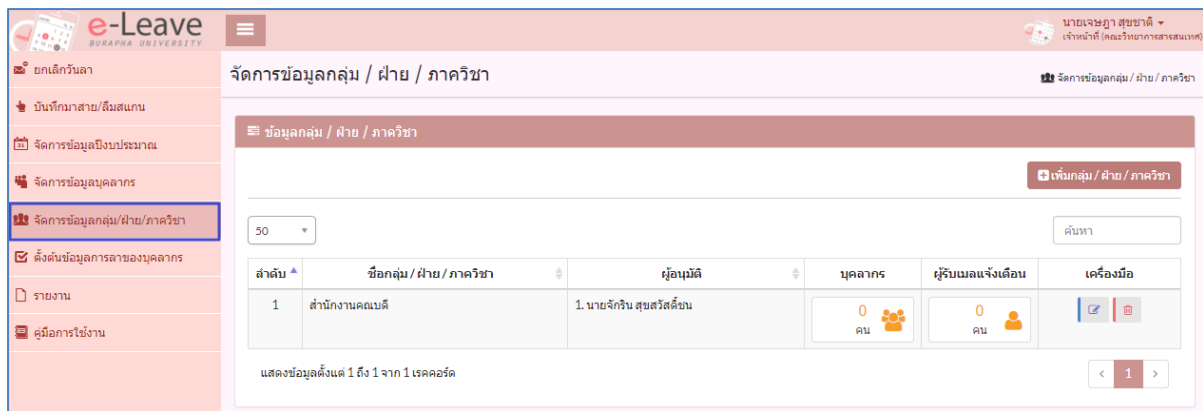 e-Leave
BURAPHA UNIVERSITY
นายเจษฎา สุขชาติ
เจ้าหน้าที่ (คณะวิทยาการสารสนเทศ)
ยกเลิกวันลา
บันทึกมาสาย/ลืมสแกน
จัดการข้อมูลปีงบประมาณ
จัดการข้อมูลบุคลากร
จัดการข้อมูลกลุ่ม/ฝ่าย/ภาควิชา
ตั้งต้นข้อมูลการลาของบุคลากร
รายงาน
คู่มือการใช้งาน
จัดการข้อมูลกลุ่ม / ฝ่าย / ภาควิชา
จัดการข้อมูลกลุ่ม / ฝ่าย / ภาควิชา
ข้อมูลกลุ่ม / ฝ่าย / ภาควิชา
เพิ่มกลุ่ม / ฝ่าย / ภาควิชา
50 ค้นหา
ลำดับ ชื่อกลุ่ม / ฝ่าย / ภาควิชา ผู้อนุมัติ บุคลากร ผู้รับเมลแจ้งเตือน เครื่องมือ
1 สำนักงานคณบดี 1. นายจักริน สุขสวัสดิ์ชน 0 0
คน คน
แสดงข้อมูลตั้งแต่ 1 ถึง 1 จาก 1 เรคคอร์ด
< 1 >